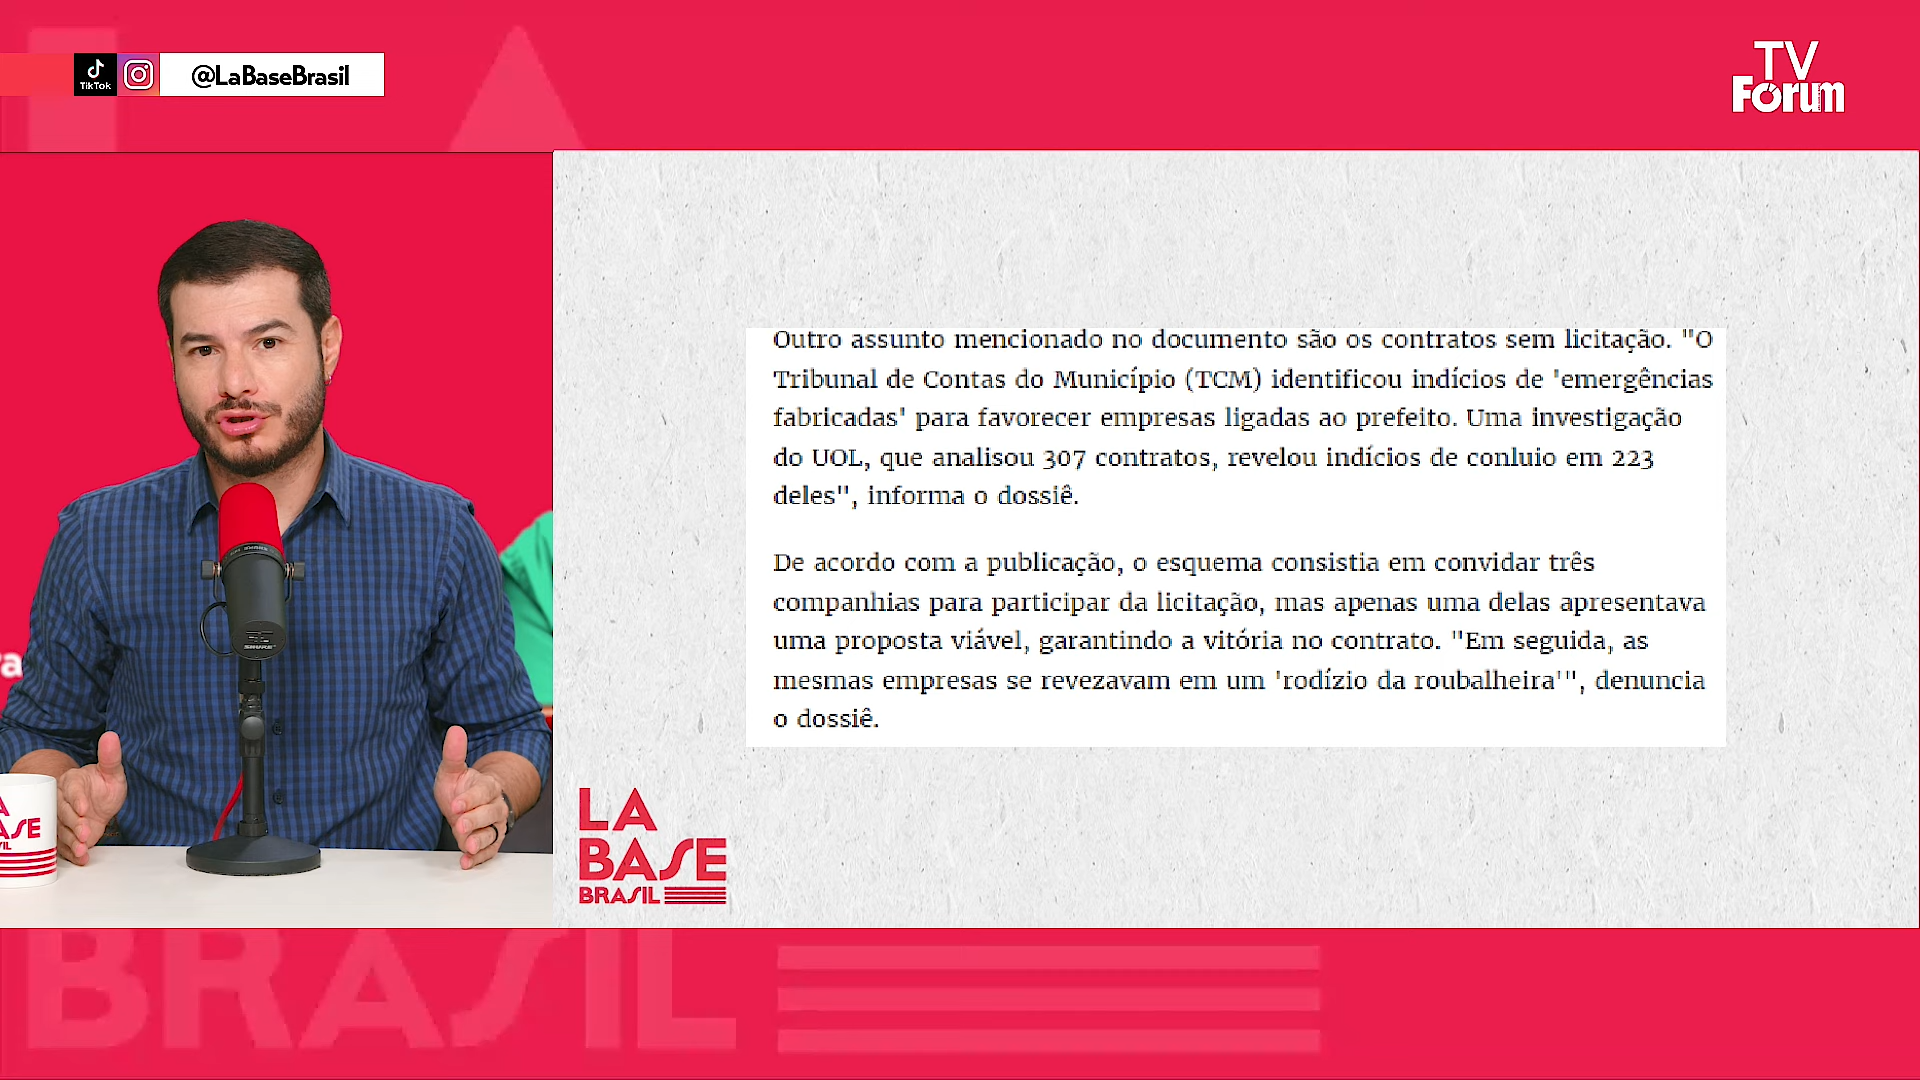 TikTok
@LaBaseBrasil
TV
Fórum
Outro assunto mencionado no documento são os contratos sem licitação. "O
Tribunal de Contas do Município (TCM) identificou indícios de 'emergências
fabricadas' para favorecer empresas ligadas ao prefeito. Uma investigação
do UOL, que analisou 307 contratos, revelou indícios de conluio em 223
deles", informa o dossiê.
De acordo com a publicação, o esquema consistia em convidar três
companhias para participar da licitação, mas apenas uma delas apresentava
uma proposta viável, garantindo a vitória no contrato. "Em seguida, as
mesmas empresas se revezavam em um 'rodízio da roubalheira'", denuncia
o dossiê.
SHURE
LA
BASE
BRASIL
BRASIL